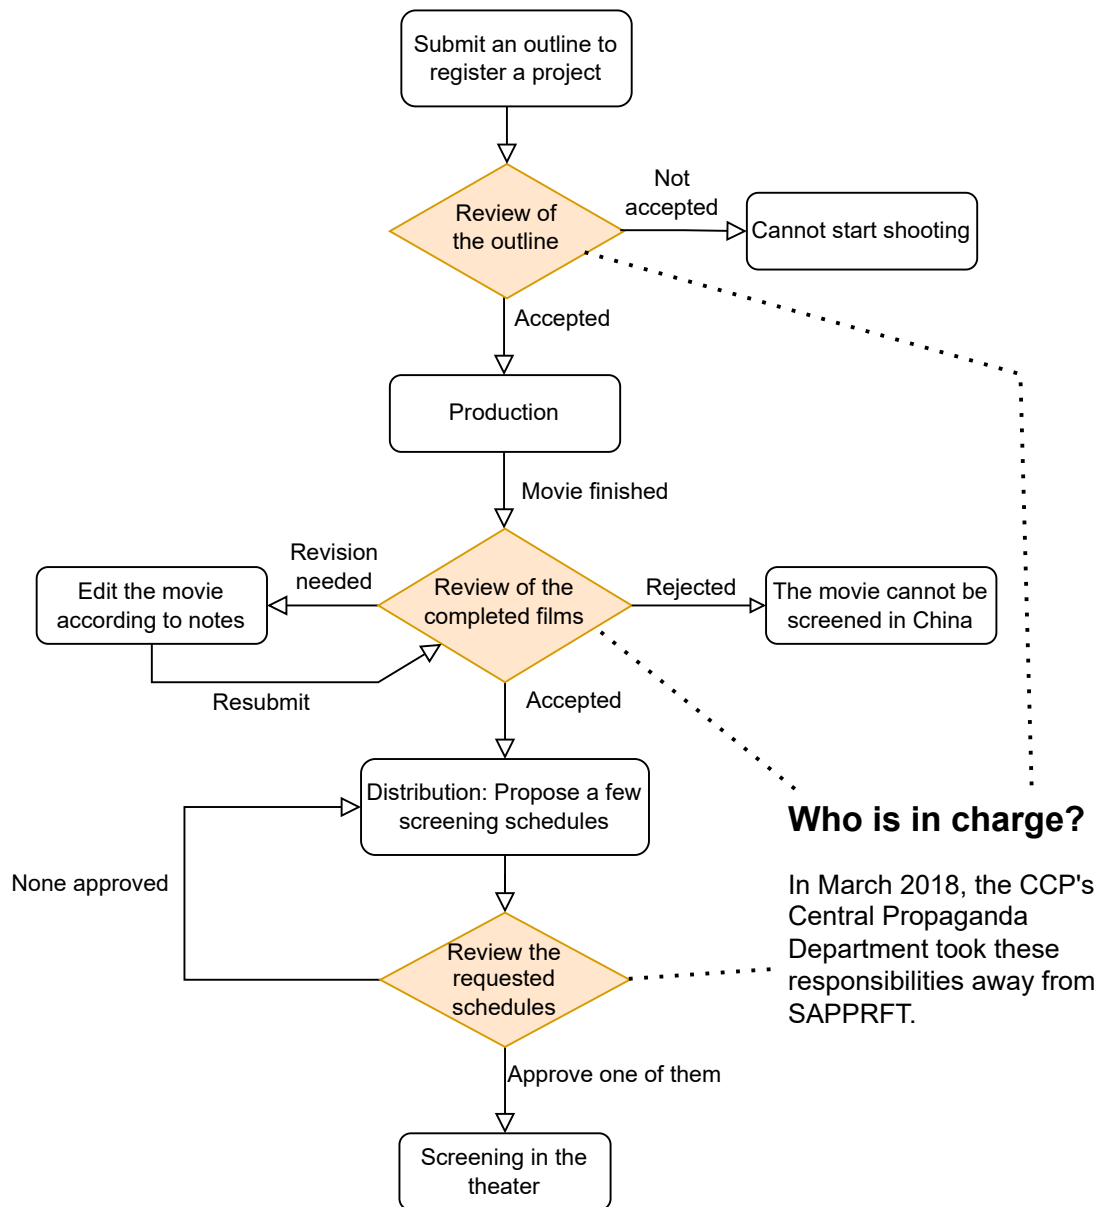 Submit an outline to
register a project
Review of
the outline
Not
accepted
Cannot start shooting
Accepted
Production
Movie finished
Revision
needed
Edit the movie
according to notes
Review of the
completed films
Rejected
The movie cannot be
screened in China
Resubmit
Accepted
Distribution: Propose a few
screening schedules
Who is in charge?
None approved
In March 2018, the CCP's
Central Propaganda
Department took these
responsibilities away from
SAPPRFT.
Review the
requested
schedules
Approve one of them
Screening in the
theater